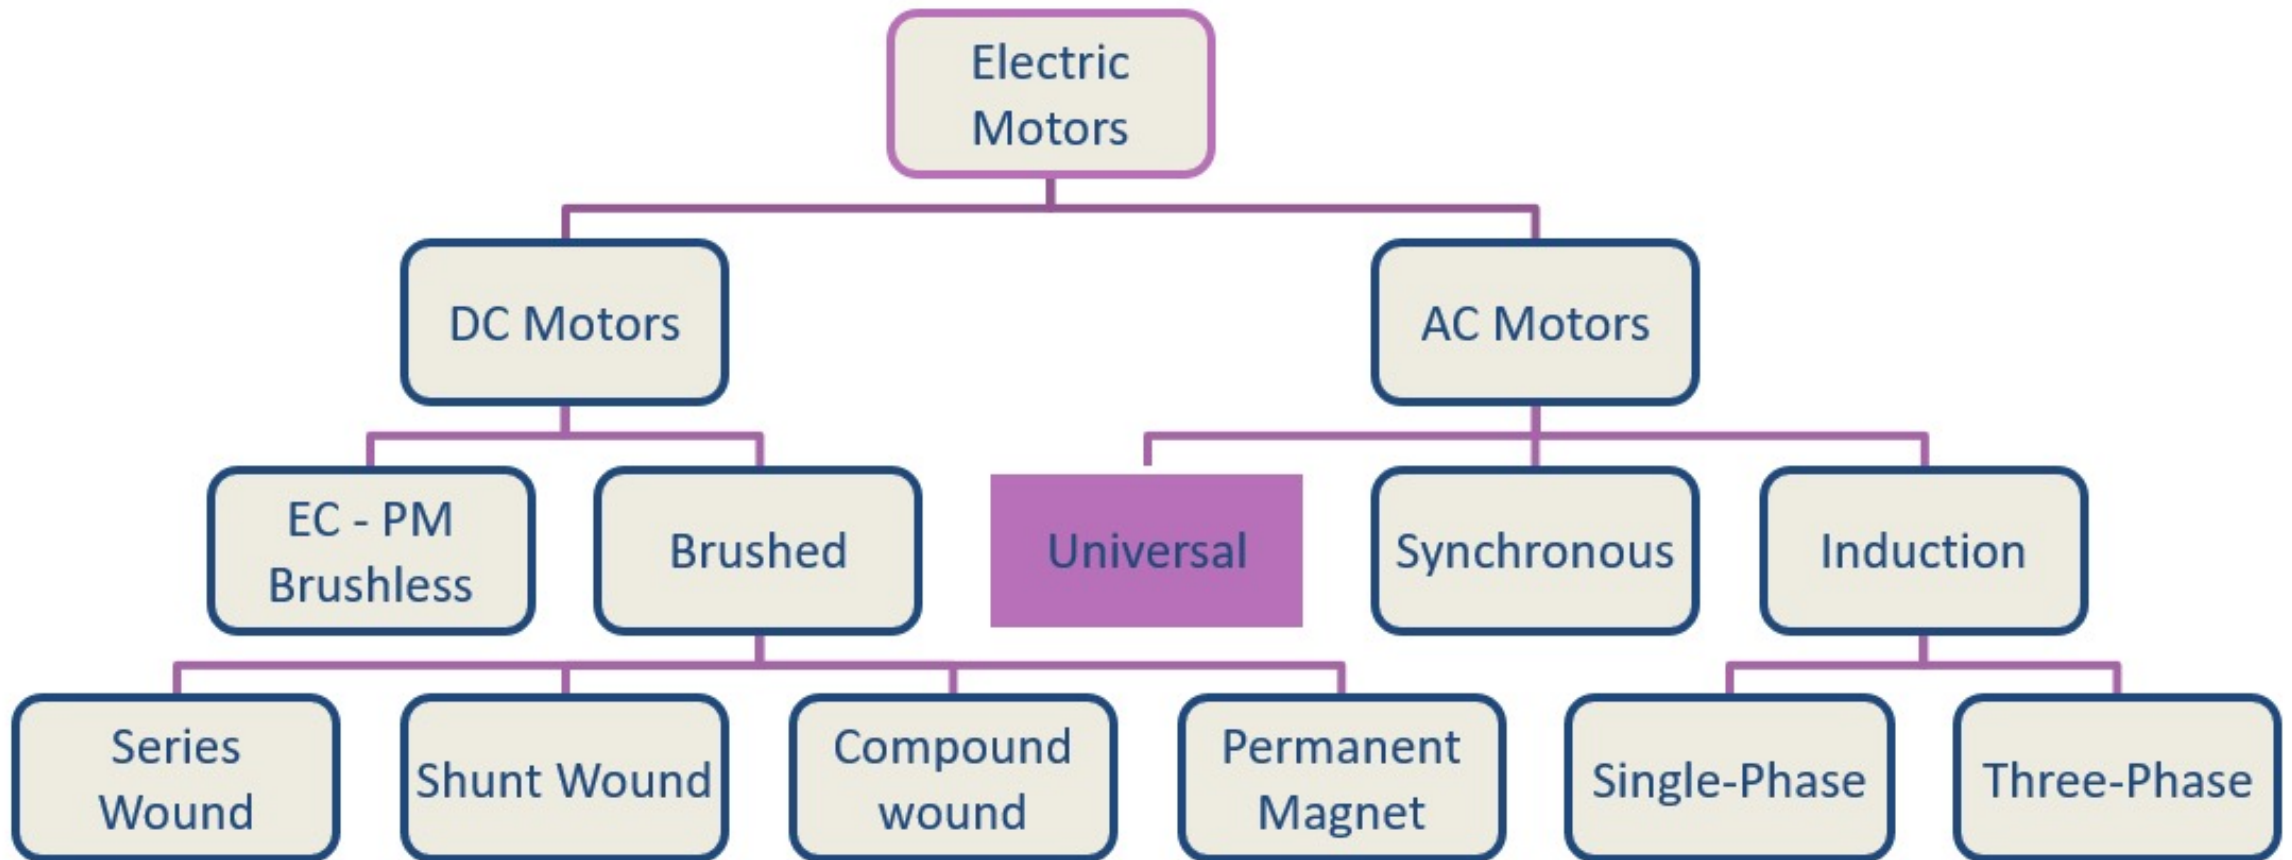 Electric
Motors
DC Motors
AC Motors
EC - PM
Brushless
Brushed
Universal
Synchronous
Induction
Series
Wound
Shunt Wound
Compound
wound
Permanent
Magnet
Single-Phase
Three-Phase